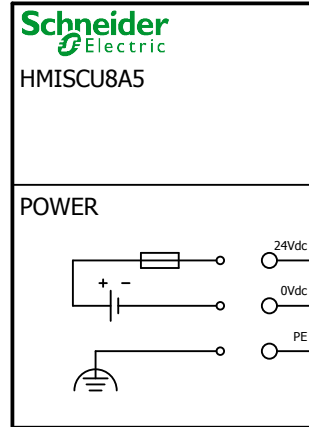 Schneider
Electric
HMISCU8A5
POWER
24Vdc
+ -
0Vdc
PE